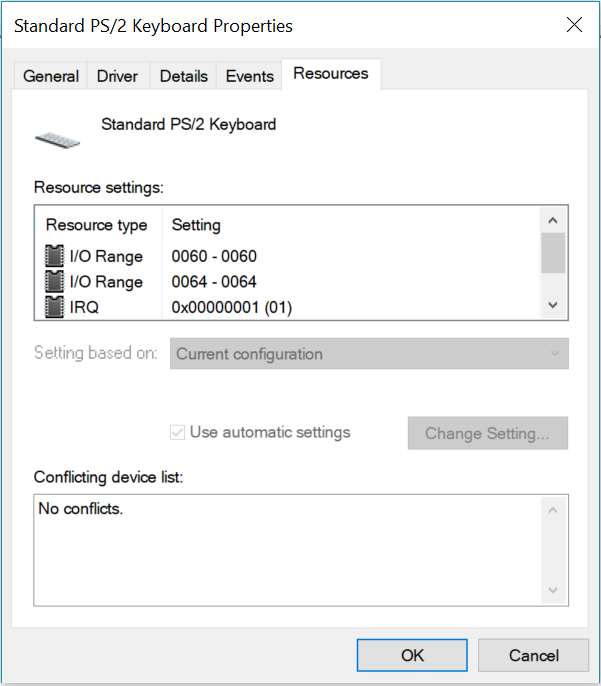 Standard PS/2 Keyboard Properties
General Driver Details Events Resources
Standard PS/2 Keyboard
Resource settings:
Resource type Setting
I/O Range 0060 - 0060
I/O Range 0064 - 0064
IRQ 0x00000001 (01)
Setting based on: Current configuration
Use automatic settings Change Setting...
Conflicting device list:
No conflicts.
OK Cancel